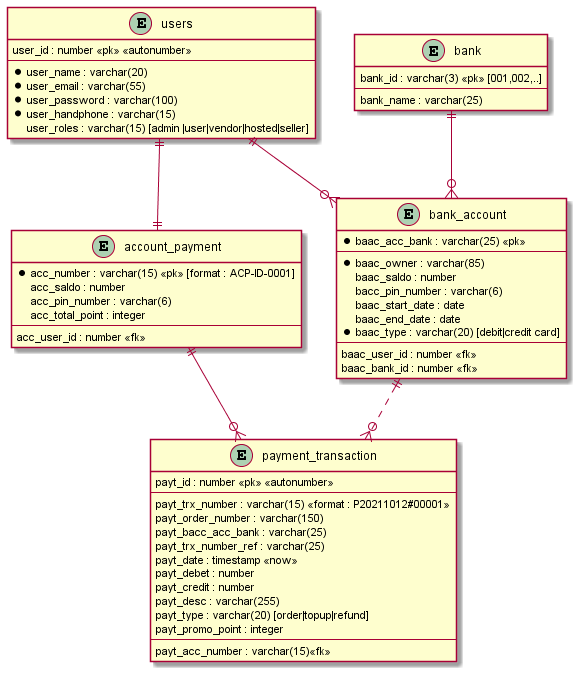 E users
user_id : number «pk» «autonumber»
user_name : varchar(20)
user_email : varchar(55)
user_password : varchar(100)
user_handphone : varchar(15)
user_roles : varchar(15) [admin |user|vendor|hosted|seller]
E bank
bank_id : varchar(3) «pk» [001,002,..]
bank_name : varchar(25)
E account_payment
acc_number : varchar(15) «pk» [format : ACP-ID-0001]
acc_saldo : number
acc_pin_number : varchar(6)
acc_total_point : integer
acc_user_id : number «fk»
E bank_account
baac_acc_bank : varchar(25) «pk»
baac_owner : varchar(85)
baac_saldo : number
bacc_pin_number : varchar(6)
baac_start_date : date
baac_end_date : date
baac_type : varchar(20) [debit|credit card]
baac_user_id : number «fk»
baac_bank_id : number «fk»
E payment_transaction
payt_id : number «pk» «autonumber»
payt_trx_number : varchar(15) «format : P20211012#00001»
payt_order_number : varchar(150)
payt_bacc_acc_bank : varchar(25)
payt_trx_number_ref : varchar(25)
payt_date : timestamp «now»
payt_debet : number
payt_credit : number
payt_desc : varchar(255)
payt_type : varchar(20) [order|topup|refund]
payt_promo_point : integer
payt_acc_number : varchar(15)«fk»